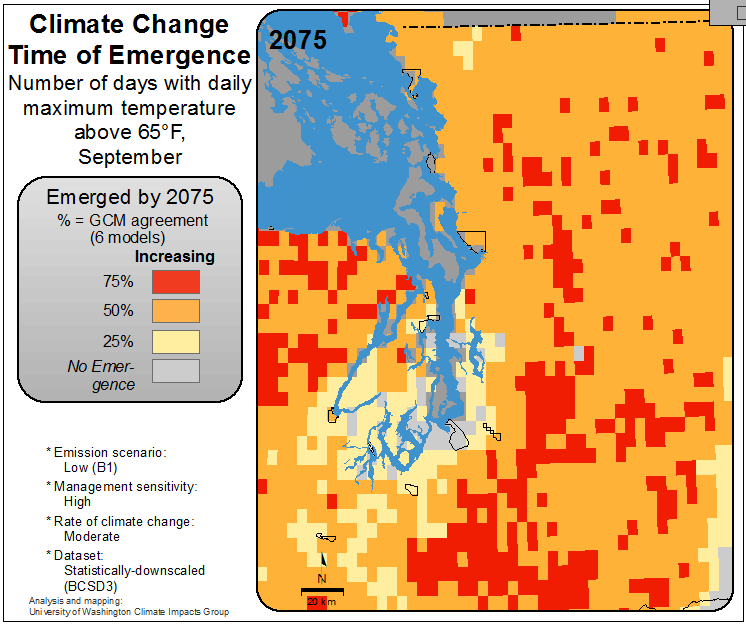 Climate Change
Time of Emergence
Number of days with daily
maximum temperature
above 65°F,
September
Emerged by 2075
% = GCM agreement
(6 models)
Increasing
75%
50%
25%
No Emer-
gence
* Emission scenario:
Low (B1)
* Management sensitivity:
High
* Rate of climate change:
Moderate
* Dataset:
Statistically-downscaled
(BCSD3)
Analysis and mapping:
University of Washington Climate Impacts Group
2075
N
20 km